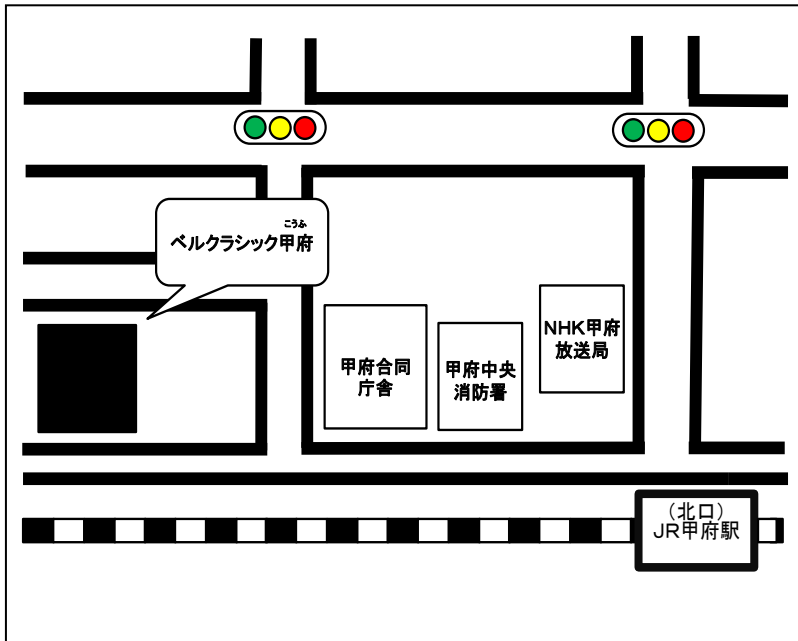 こうふ
ベルクラシック甲府
甲府合同
庁舎
甲府中央
消防署
NHK甲府
放送局
（北口）
JR甲府駅